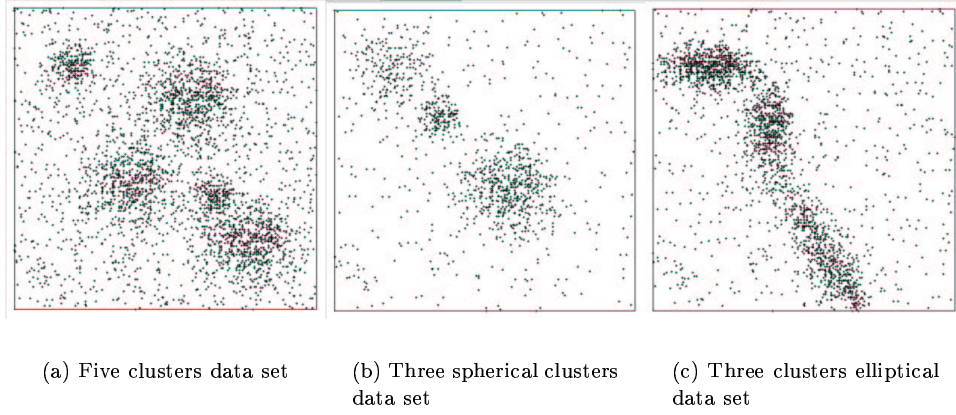 (a) Five clusters data set
(b) Three spherical clusters
data set
(c) Three clusters elliptical
data set